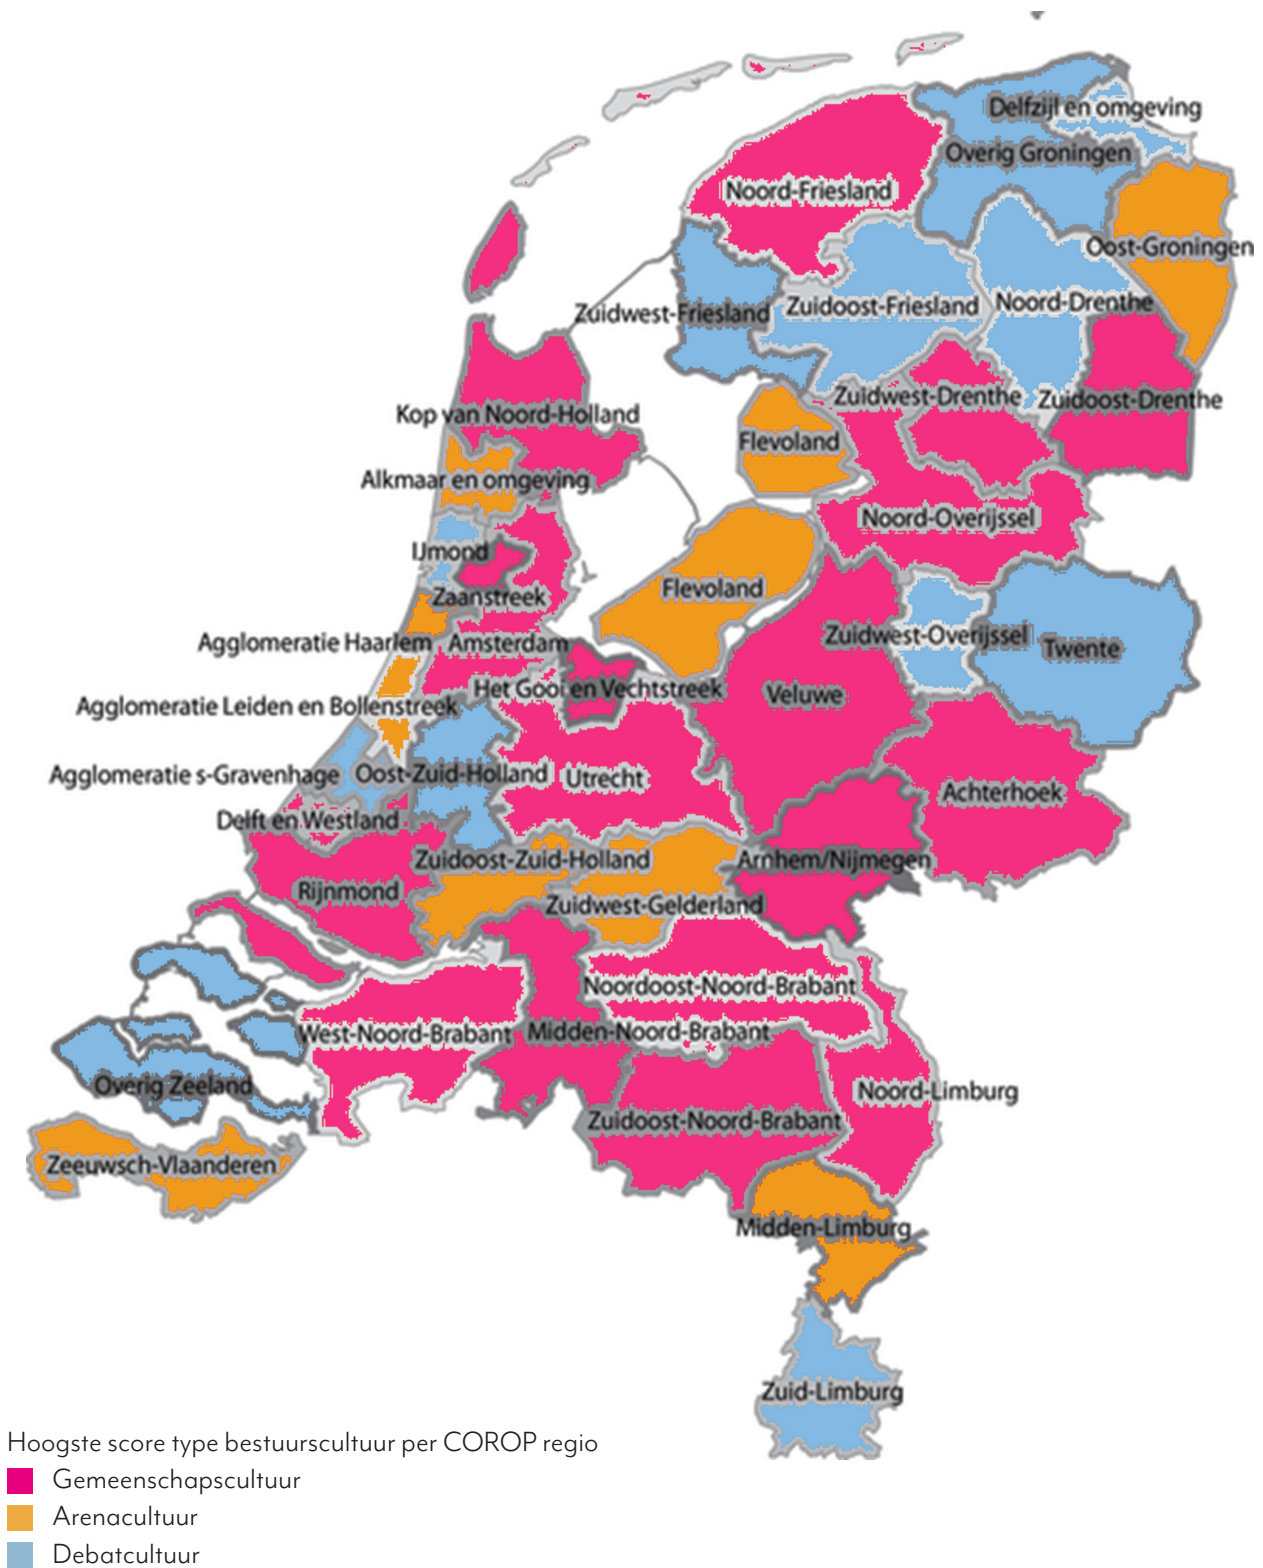 Delfzijl en omgeving
Overig Groningen
Noord-Friesland
Oost-Groningen
Zuidwest-Friesland
Zuidoost-Friesland
Noord-Drenthe
Zuidwest-Drenthe
Zuidoost-Drenthe
Kop van Noord-Holland
Flevoland
Alkmaar en omgeving
Noord-Overijssel
IJmond
Flevoland
Zaanstreek
Agglomeratie Haarlem
Amsterdam
Zuidwest-Overijssel
Twente
Het Gooi en Vechtstreek
Veluwe
Agglomeratie Leiden en Bollenstreek
Agglomeratie s-Gravenhage
Oost-Zuid-Holland
Utrecht
Achterhoek
Delft en Westland
Zuidoost-Zuid-Holland
Arnhem/Nijmegen
Rijnmond
Zuidwest-Gelderland
Noordoost-Noord-Brabant
West-Noord-Brabant
Midden-Noord-Brabant
Overig Zeeland
Noord-Limburg
Zuidoost-Noord-Brabant
Zeeuwsch-Vlaanderen
Midden-Limburg
Zuid-Limburg
Hoogste score type bestuurscultuur per COROP regio
Gemeenschapscultuur
Arenacultuur
Debatcultuur